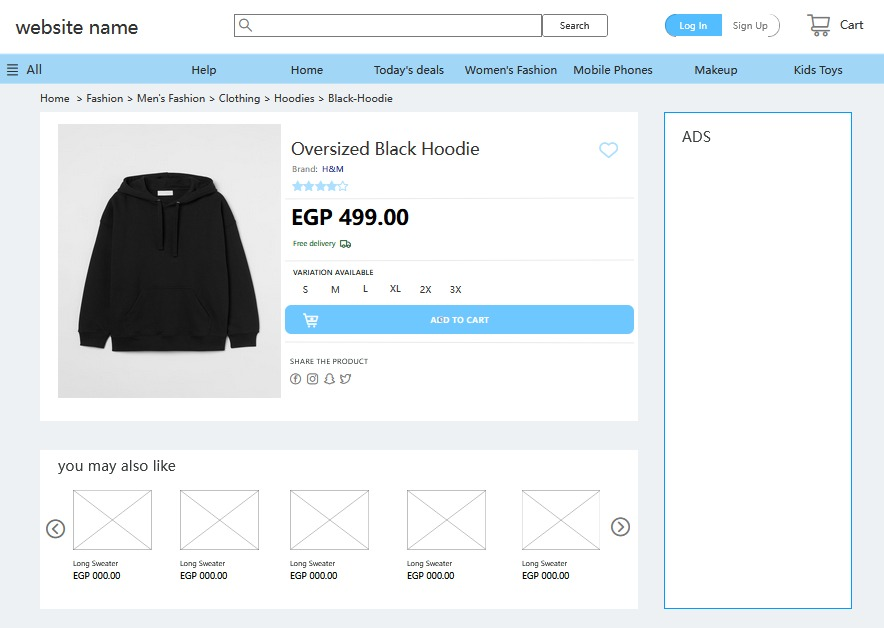 website name
Search
Log In
Sign Up
Cart
All
Help
Home
Today's deals
Women's Fashion
Mobile Phones
Makeup
Kids Toys
Home > Fashion > Men's Fashion > Clothing > Hoodies > Black-Hoodie
Oversized Black Hoodie
Brand: H&M
EGP 499.00
Free delivery
VARIATION AVAILABLE
S M L XL 2X 3X
ADD TO CART
SHARE THE PRODUCT
ADS
you may also like
Long Sweater
EGP 000.00
Long Sweater
EGP 000.00
Long Sweater
EGP 000.00
Long Sweater
EGP 000.00
Long Sweater
EGP 000.00